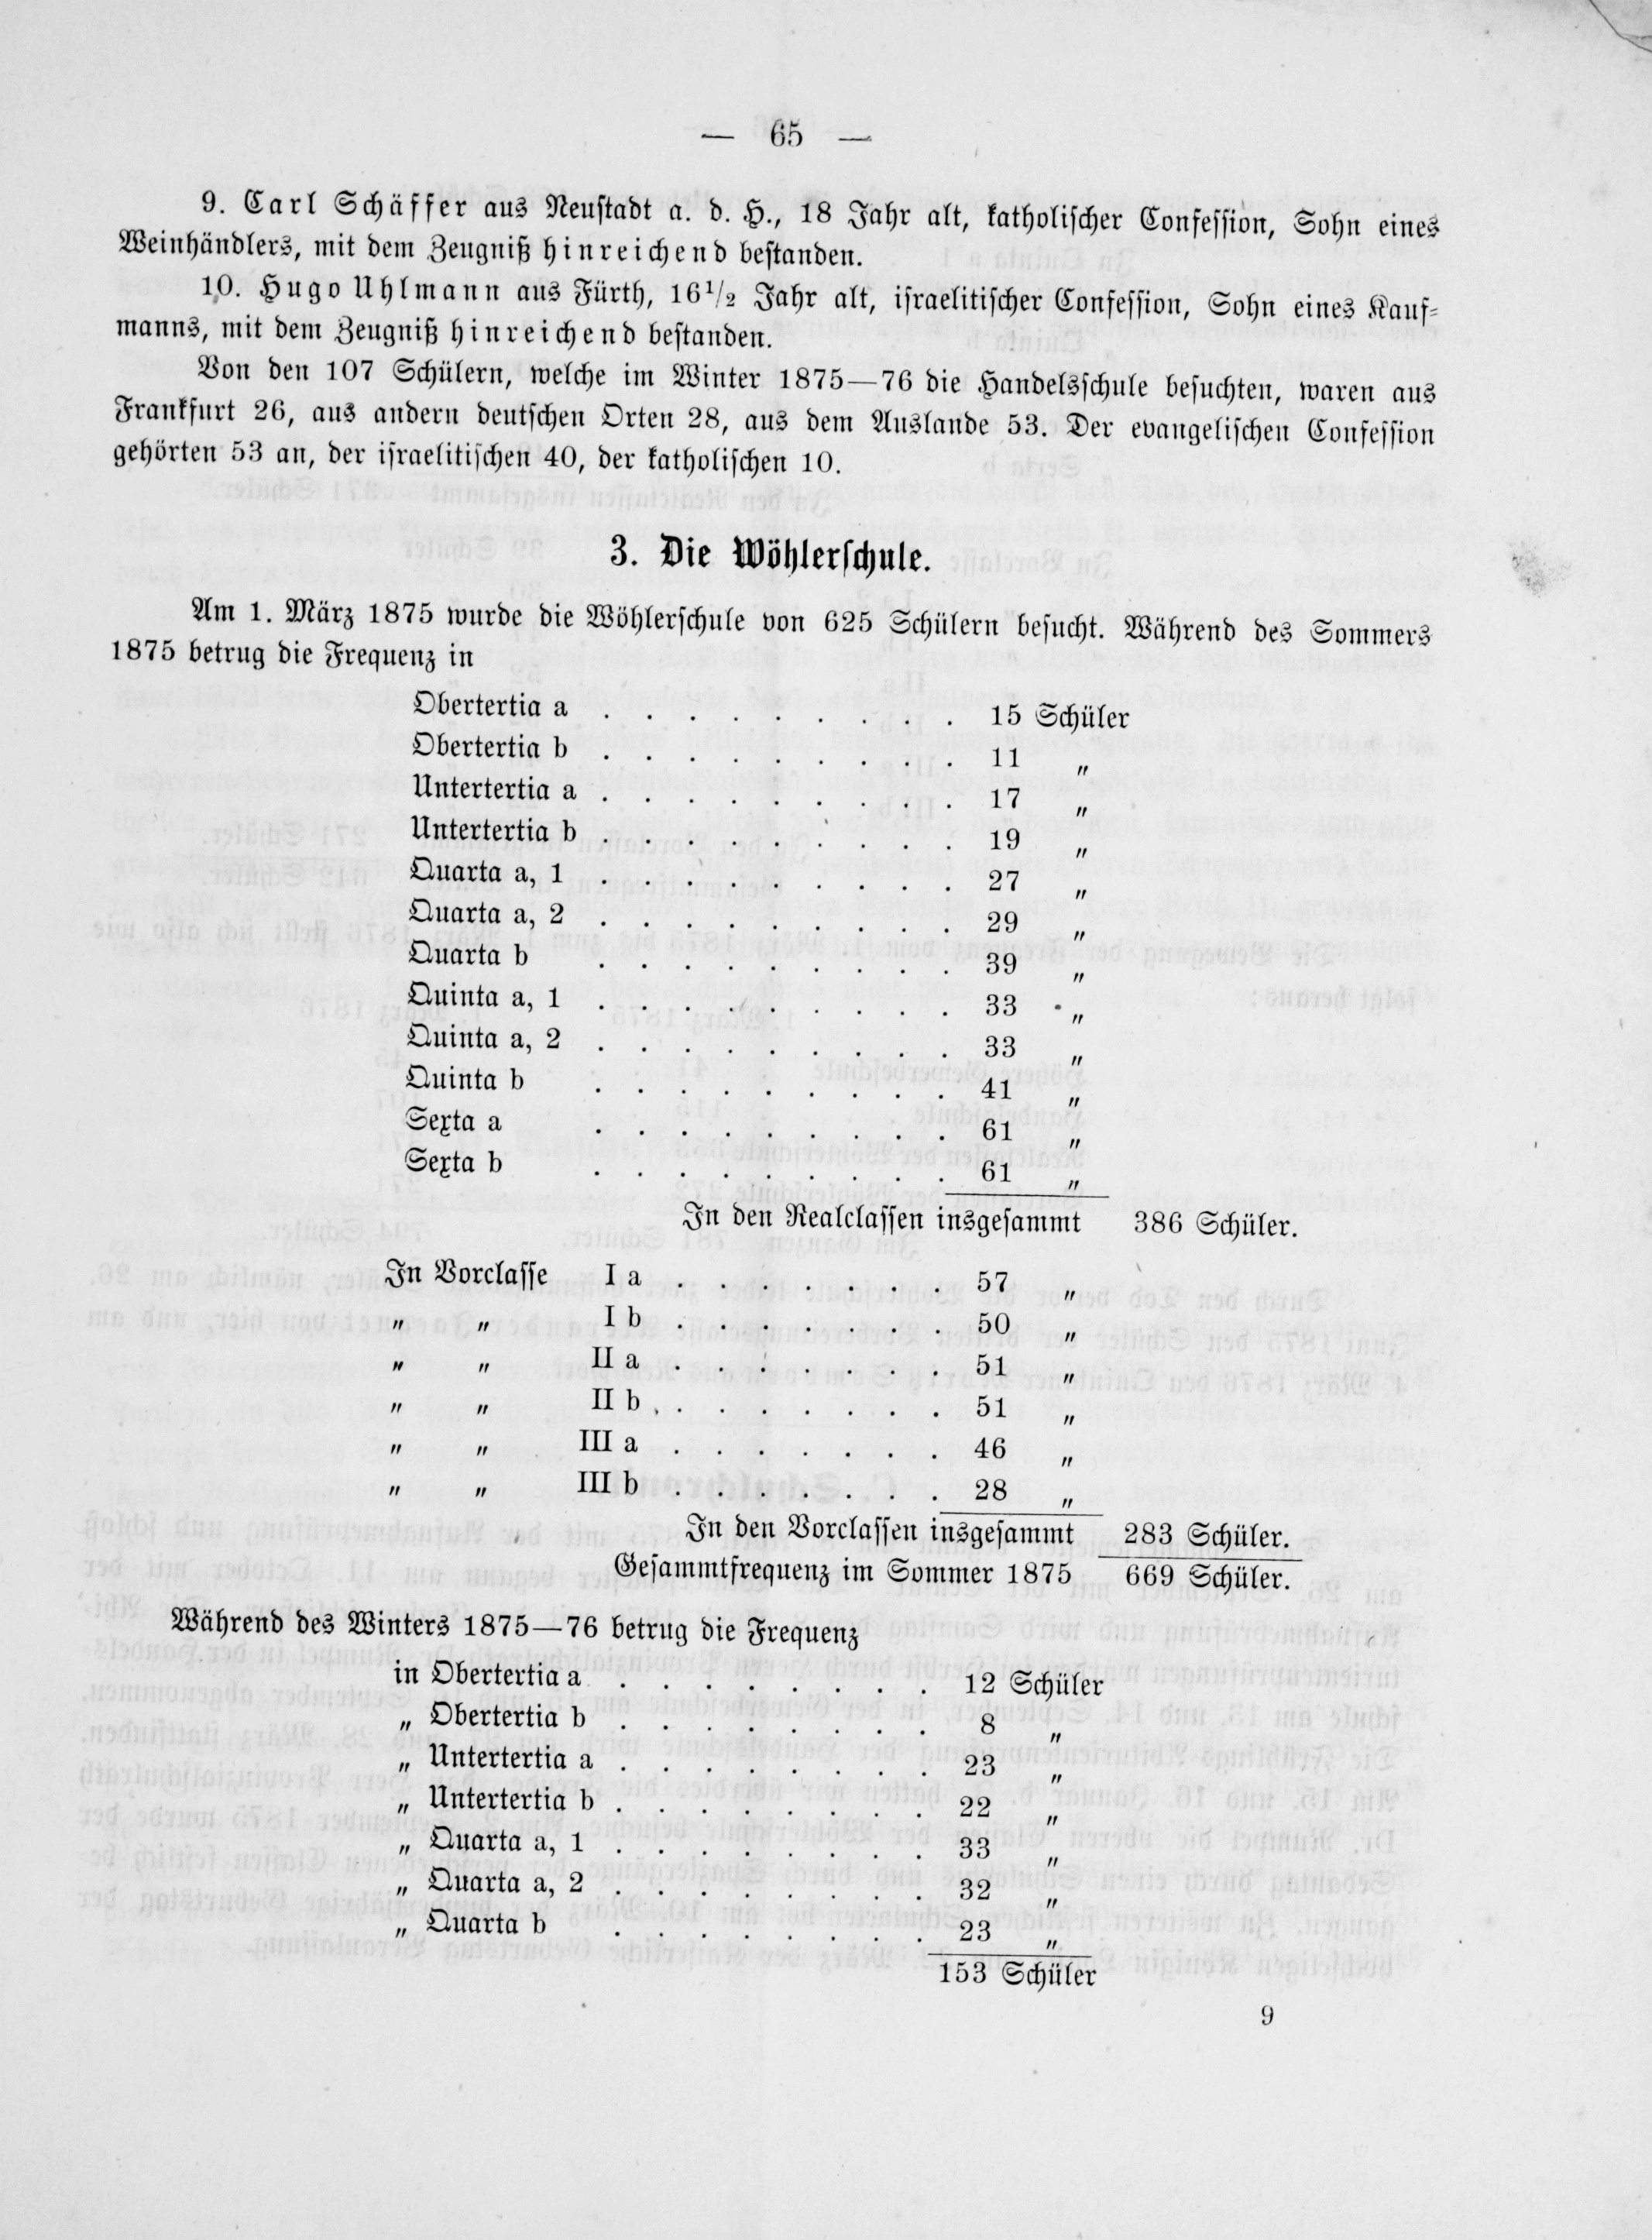 — 65 —
9. Carl Schäffer aus Neustadt a. d. H., 18 Jahr alt, katholischer Confession, Sohn eines
Weinhändlers, mit dem Zeugniß hinreichend bestanden.
10. Hugo Uhlmann aus Fürth, 16 1/2 Jahr alt, israelitischer Confession, Sohn eines Kauf-
manns, mit dem Zeugniß hinreichend bestanden.
Von den 107 Schülern, welche im Winter 1875—76 die Handelsschule besuchten, waren aus
Frankfurt 26, aus andern deutschen Orten 28, aus dem Auslande 53. Der evangelischen Confession
gehörten 53 an, der israelitischen 40, der katholischen 10.
3. Die Wöhlerschule.
Am 1. März 1875 wurde die Wöhlerschule von 625 Schülern besucht. Während des Sommers
1875 betrug die Frequenz in
Obertertia a . . . . . . . . . 15 Schüler
Obertertia b . . . . . . . . . 11 „
Untertertia a . . . . . . . . . 17 „
Untertertia b . . . . . . . . . 19 „
Quarta a, 1 . . . . . . . . . 27 „
Quarta a, 2 . . . . . . . . . 29 „
Quarta b . . . . . . . . . 39 „
Quinta a, 1 . . . . . . . . . 33 „
Quinta a, 2 . . . . . . . . . 33 „
Quinta b . . . . . . . . . 41 „
Sexta a . . . . . . . . . 61 „
Sexta b . . . . . . . . . 61 „
In den Realclassen insgesammt 386 Schüler.
In Vorclasse I a . . . . . . . 57 „
„ „ I b . . . . . . . 50 „
„ „ II a . . . . . . . 51 „
„ „ II b . . . . . . . 51 „
„ „ III a . . . . . . . 46 „
„ „ III b . . . . . . . 28 „
In den Vorclassen insgesammt 283 Schüler.
Gesammtfrequenz im Sommer 1875 669 Schüler.
Während des Winters 1875—76 betrug die Frequenz
in Obertertia a . . . . . . . . 12 Schüler
„ Obertertia b . . . . . . . . 8 „
„ Untertertia a . . . . . . . . 23 „
„ Untertertia b . . . . . . . . 22 „
„ Quarta a, 1 . . . . . . . . 33 „
„ Quarta a, 2 . . . . . . . . 32 „
„ Quarta b . . . . . . . . 23 „
153 Schüler
9